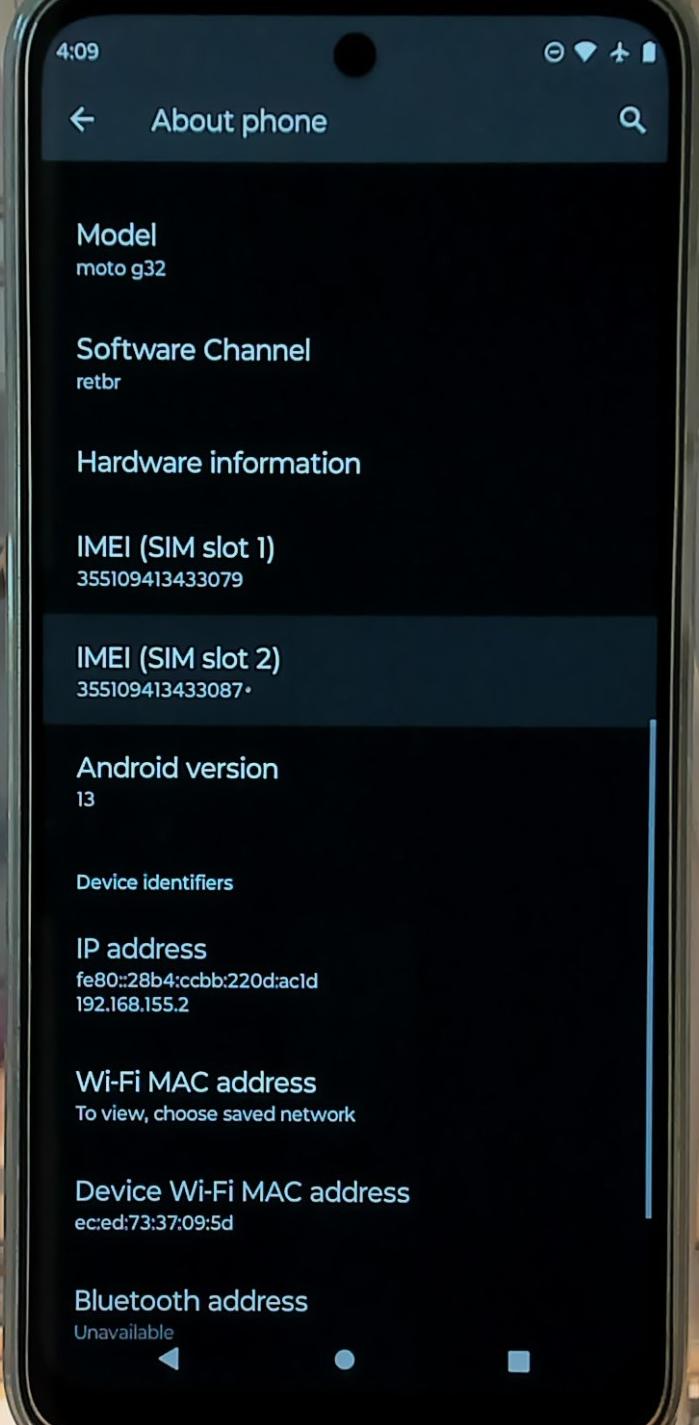 4:09
About phone
Model
moto g32
Software Channel
retbr
Hardware information
IMEI (SIM slot 1)
355109413433079
IMEI (SIM slot 2)
355109413433087•
Android version
13
Device identifiers
IP address
fe80::28b4:ccbb:220d:ac1d
192.168.155.2
Wi-Fi MAC address
To view, choose saved network
Device Wi-Fi MAC address
ec:ed:73:37:09:5d
Bluetooth address
Unavailable